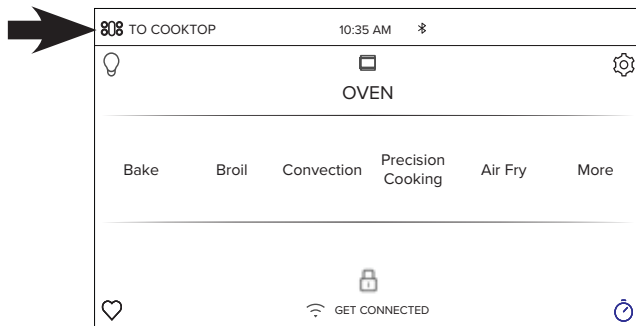 TO COOKTOP 10:35 AM
OVEN
Bake Broil Convection Precision Cooking Air Fry More
GET CONNECTED